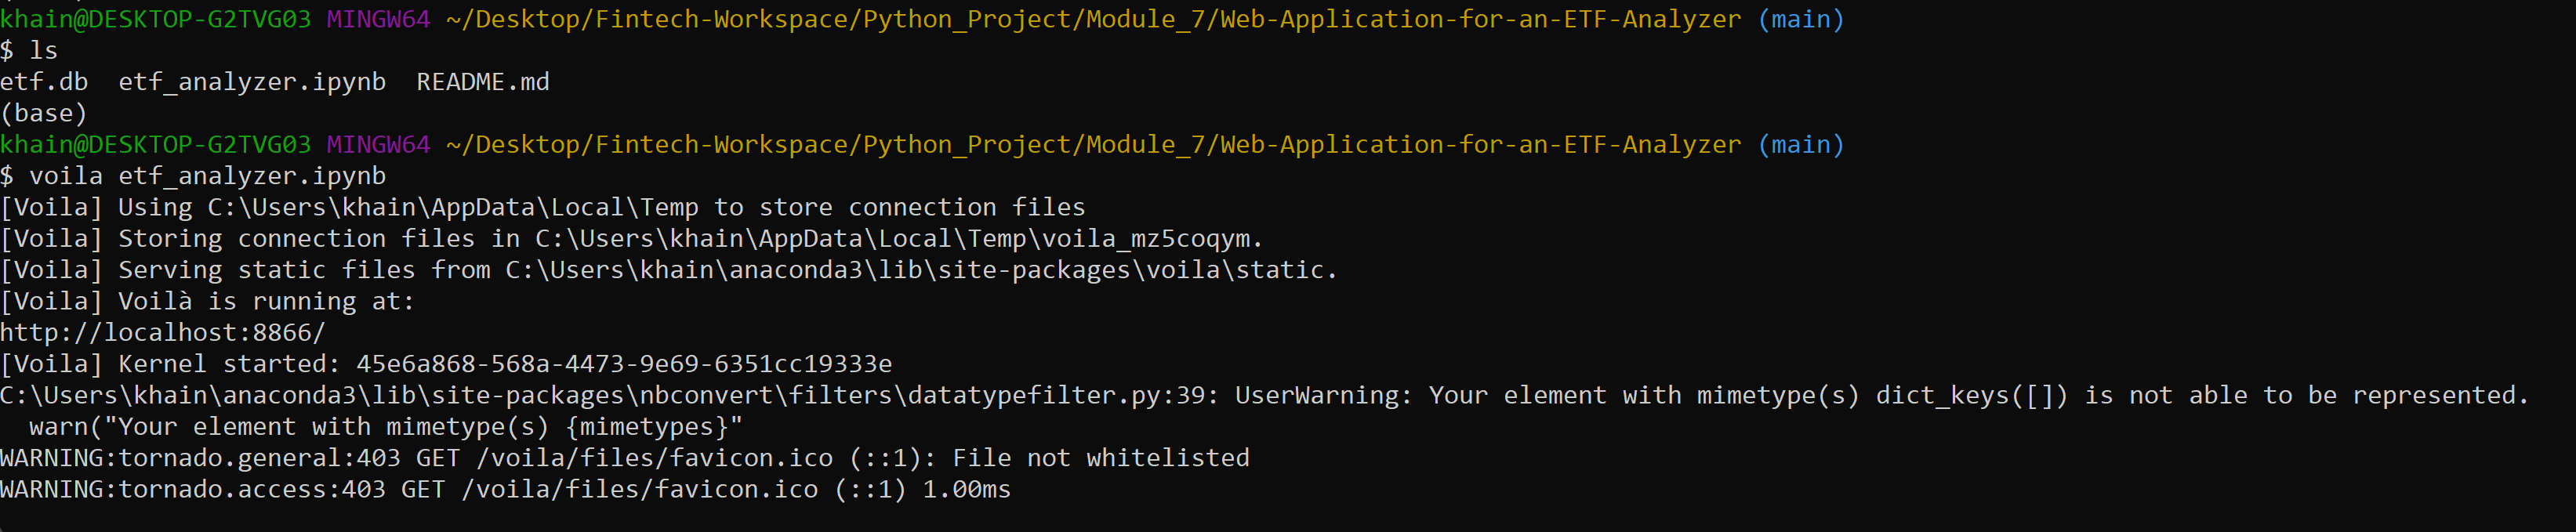 khain@DESKTOP-G2TVG03 MINGW64 ~/Desktop/Fintech-Workspace/Python_Project/Module_7/Web-Application-for-an-ETF-Analyzer (main)
$ ls
etf.db  etf_analyzer.ipynb  README.md
(base)
khain@DESKTOP-G2TVG03 MINGW64 ~/Desktop/Fintech-Workspace/Python_Project/Module_7/Web-Application-for-an-ETF-Analyzer (main)
$ voila etf_analyzer.ipynb
[Voila] Using C:\Users\khain\AppData\Local\Temp to store connection files
[Voila] Storing connection files in C:\Users\khain\AppData\Local\Temp\voila_mz5coqym.
[Voila] Serving static files from C:\Users\khain\anaconda3\lib\site-packages\voila\static.
[Voila] Voilà is running at:
http://localhost:8866/
[Voila] Kernel started: 45e6a868-568a-4473-9e69-6351cc19333e
C:\Users\khain\anaconda3\lib\site-packages\nbconvert\filters\datatypefilter.py:39: UserWarning: Your element with mimetype(s) dict_keys([]) is not able to be represented.
  warn("Your element with mimetype(s) {mimetypes}"
WARNING:tornado.general:403 GET /voila/files/favicon.ico (::1): File not whitelisted
WARNING:tornado.access:403 GET /voila/files/favicon.ico (::1) 1.00ms